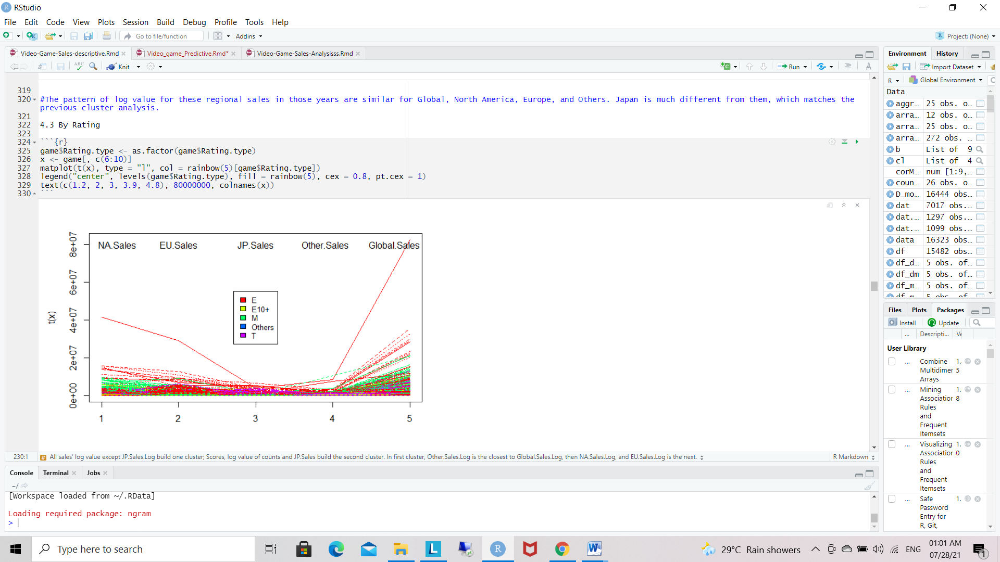 RStudio
File Edit Code View Plots Session Build Debug Profile Tools Help
Go to file/function
Addins
Project: (None)
Video-Game-Sales-descriptive.Rmd
Video_game_Predictive.Rmd*
Video-Game-Sales-Analysisss.Rmd
ABC
Knit
Run
319
320 #The pattern of log value for these regional sales in those years are similar for Global, North America, Europe, and Others. Japan is much different from them, which matches the
previous cluster analysis.
321
322 4.3 By Rating
323
324 ```{r}
325 game$Rating.type <- as.factor(game$Rating.type)
326 x <- game[, c(6:10)]
327 matplot(t(x), type = "l", col = rainbow(5)[game$Rating.type])
328 legend("center", levels(game$Rating.type), fill = rainbow(5), cex = 0.8, pt.cex = 1)
329 text(c(1.2, 2, 3, 3.9, 4.8), 80000000, colnames(x))
330 ```
NA.Sales EU.Sales JP.Sales Other.Sales Global.Sales
t(x)
8e+07
6e+07
4e+07
2e+07
0e+00
E
E10+
M
Others
T
1 2 3 4 5
230:1
# All sales' log value except JP.Sales.Log build one cluster; Scores, log value of counts and JP.Sales build the second cluster. In first cluster, Other.Sales.Log is the closest to Global.Sales.Log, then NA.Sales.Log, and EU.Sales.Log is the next.
R Markdown
Console Terminal Jobs
~/
[Workspace loaded from ~/.RData]
Loading required package: ngram
>
Environment History
Import Dataset
R Global Environment
Data
aggr… 25 obs. o…
arra… 12 obs. o…
arra… 25 obs. o…
arra… 272 obs. …
b List of 9
cl List of 4
corM… num [1:9,…
coun… 26 obs. o…
D_mo… 16444 obs…
dat 7017 obs.…
dat.… 1297 obs.…
dat.… 1099 obs.…
data 16323 obs…
df 15482 obs…
df_d… 5 obs. of…
df_dm 5 obs. of…
df_m… 5 obs. of…
Files Plots Packages
Install Update
... Descripti...
User Library
... Combine 1.
Multidimer 5
Arrays
... Mining 1.
Association 8
Rules
and
Frequent
Itemsets
... Visualizing 1.
Association 0
Rules
and
Frequent
Itemsets
... Safe 1.
Password
Entry for
R, Git,
Type here to search
L
R
W
29°C Rain showers
ENG
01:01 AM
07/28/21
1